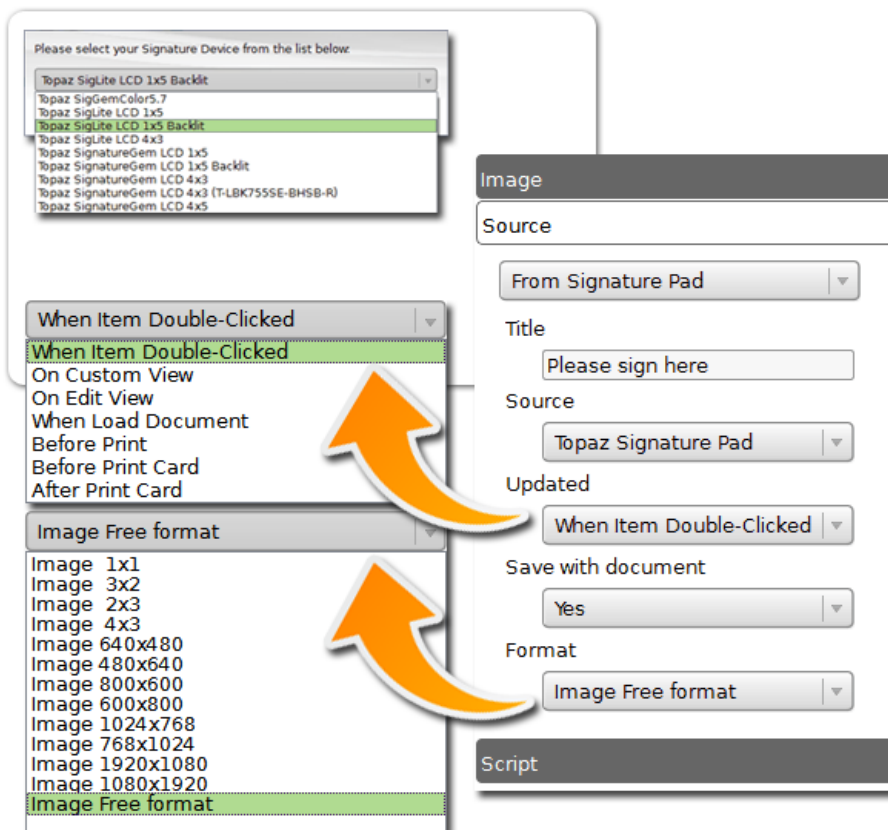 Please select your Signature Device from the list below:
Topaz SigLite LCD 1x5 Backlit
Topaz SigGemColor5.7
Topaz SigLite LCD 1x5
Topaz SigLite LCD 1x5 Backlit
Topaz SigLite LCD 4x3
Topaz SignatureGem LCD 1x5
Topaz SignatureGem LCD 1x5 Backlit
Topaz SignatureGem LCD 4x3
Topaz SignatureGem LCD 4x3 (T-LBK755SE-BHSB-R)
Topaz SignatureGem LCD 4x5
When Item Double-Clicked
When Item Double-Clicked
On Custom View
On Edit View
When Load Document
Before Print
Before Print Card
After Print Card
Image Free format
Image 1x1
Image 3x2
Image 2x3
Image 4x3
Image 640x480
Image 480x640
Image 800x600
Image 600x800
Image 1024x768
Image 768x1024
Image 1920x1080
Image 1080x1920
Image Free format
Image
Source
From Signature Pad
Title
Please sign here
Source
Topaz Signature Pad
Updated
When Item Double-Clicked
Save with document
Yes
Format
Image Free format
Script